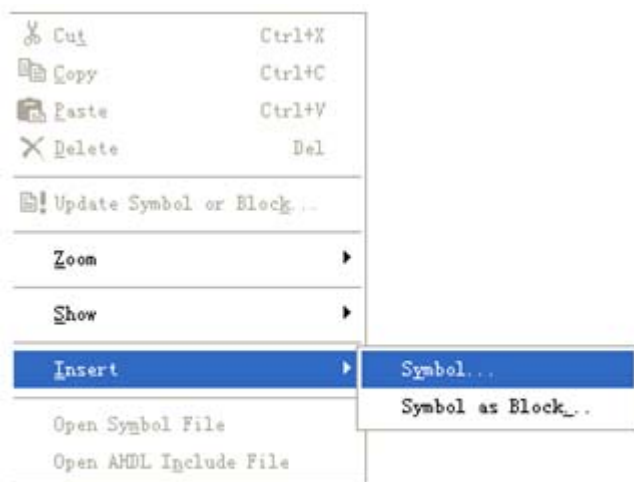 Cut Ctrl+X
Copy Ctrl+C
Paste Ctrl+V
Delete Del
Update Symbol or Block...
Zoom
Show
Insert
Symbol...
Symbol as Block_..
Open Symbol File
Open AHDL Include File